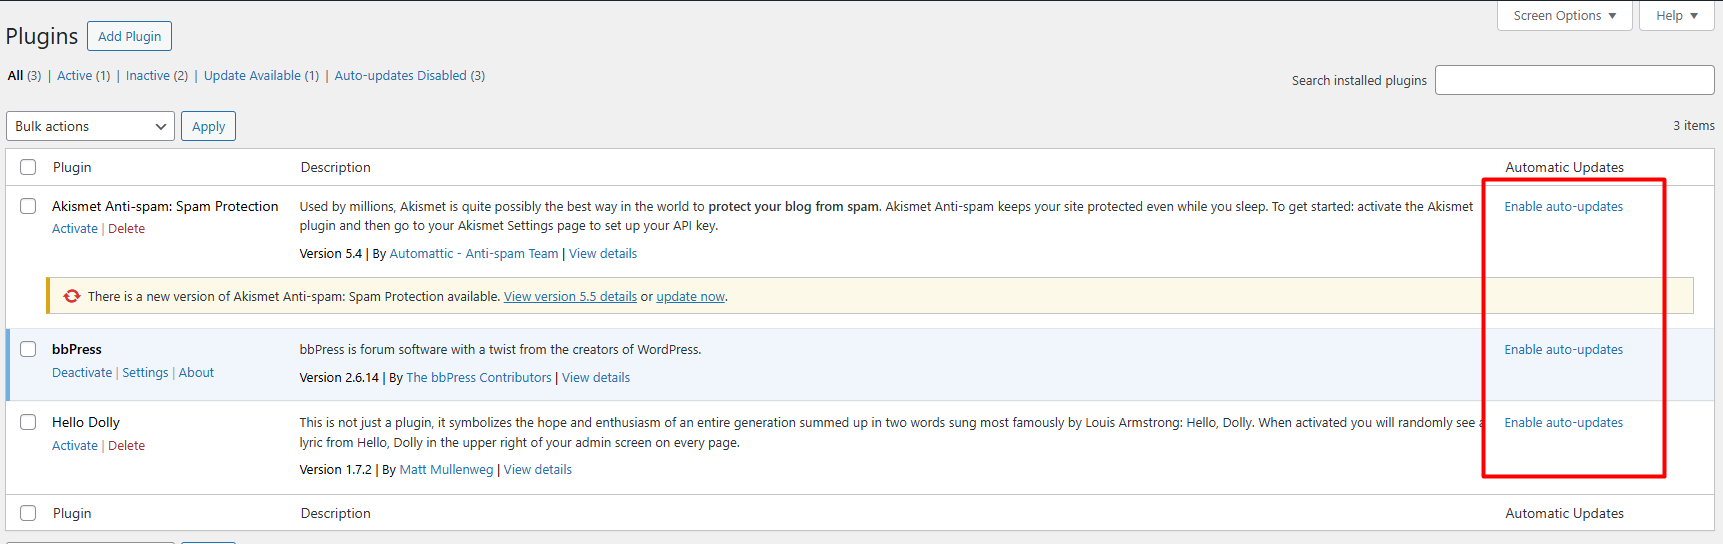 Screen Options ▼ Help ▼
Plugins Add Plugin
All (3) | Active (1) | Inactive (2) | Update Available (1) | Auto-updates Disabled (3)
Search installed plugins
Bulk actions Apply
3 items
Plugin Description Automatic Updates
Akismet Anti-spam: Spam Protection
Activate | Delete
Used by millions, Akismet is quite possibly the best way in the world to protect your blog from spam. Akismet Anti-spam keeps your site protected even while you sleep. To get started: activate the Akismet
plugin and then go to your Akismet Settings page to set up your API key.
Version 5.4 | By Automattic - Anti-spam Team | View details
Enable auto-updates
There is a new version of Akismet Anti-spam: Spam Protection available. View version 5.5 details or update now.
bbPress
Deactivate | Settings | About
bbPress is forum software with a twist from the creators of WordPress.
Version 2.6.14 | By The bbPress Contributors | View details
Enable auto-updates
Hello Dolly
Activate | Delete
This is not just a plugin, it symbolizes the hope and enthusiasm of an entire generation summed up in two words sung most famously by Louis Armstrong: Hello, Dolly. When activated you will randomly see a
lyric from Hello, Dolly in the upper right of your admin screen on every page.
Version 1.7.2 | By Matt Mullenweg | View details
Enable auto-updates
Plugin Description Automatic Updates